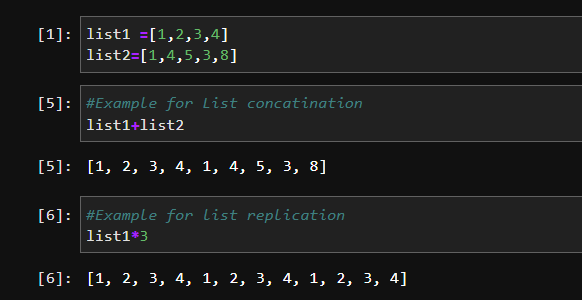 [1]: list1 =[1,2,3,4]
list2=[1,4,5,3,8]
[5]: #Example for List concatination
list1+list2
[5]: [1, 2, 3, 4, 1, 4, 5, 3, 8]
[6]: #Example for list replication
list1*3
[6]: [1, 2, 3, 4, 1, 2, 3, 4, 1, 2, 3, 4]